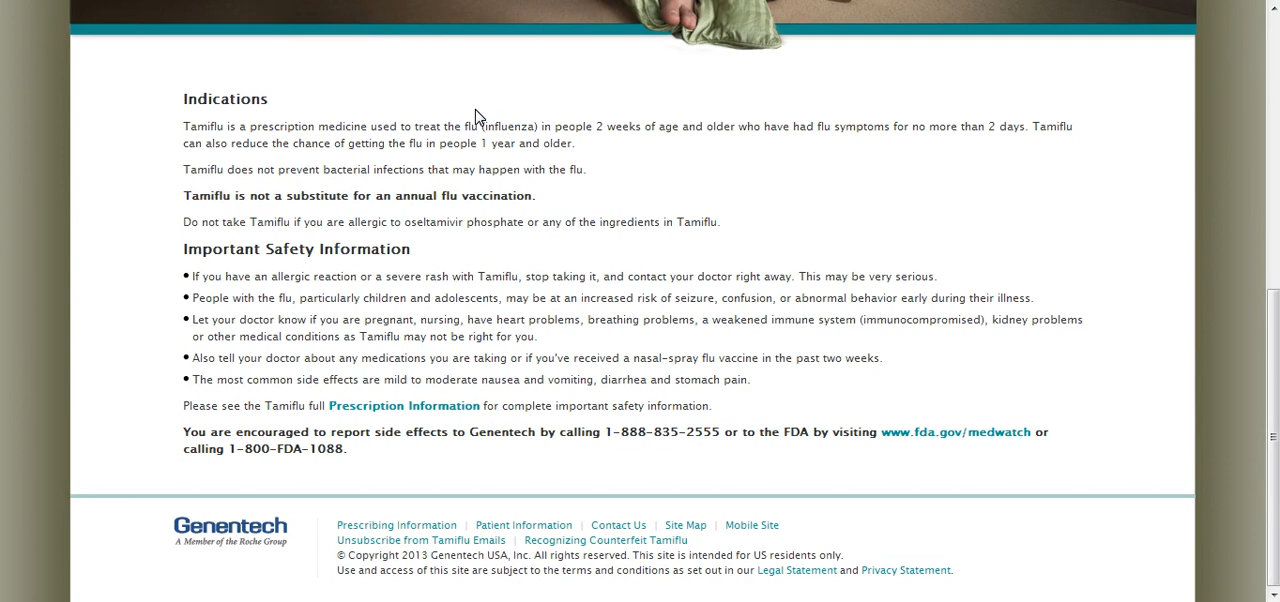 Indications
Tamiflu is a prescription medicine used to treat the flu (influenza) in people 2 weeks of age and older who have had flu symptoms for no more than 2 days. Tamiflu
can also reduce the chance of getting the flu in people 1 year and older.
Tamiflu does not prevent bacterial infections that may happen with the flu.
Tamiflu is not a substitute for an annual flu vaccination.
Do not take Tamiflu if you are allergic to oseltamivir phosphate or any of the ingredients in Tamiflu.
Important Safety Information
• If you have an allergic reaction or a severe rash with Tamiflu, stop taking it, and contact your doctor right away. This may be very serious.
• People with the flu, particularly children and adolescents, may be at an increased risk of seizure, confusion, or abnormal behavior early during their illness.
• Let your doctor know if you are pregnant, nursing, have heart problems, breathing problems, a weakened immune system (immunocompromised), kidney problems
or other medical conditions as Tamiflu may not be right for you.
• Also tell your doctor about any medications you are taking or if you've received a nasal-spray flu vaccine in the past two weeks.
• The most common side effects are mild to moderate nausea and vomiting, diarrhea and stomach pain.
Please see the Tamiflu full Prescription Information for complete important safety information.
You are encouraged to report side effects to Genentech by calling 1-888-835-2555 or to the FDA by visiting www.fda.gov/medwatch or
calling 1-800-FDA-1088.
Genentech
A Member of the Roche Group
Prescribing Information | Patient Information | Contact Us | Site Map | Mobile Site
Unsubscribe from Tamiflu Emails | Recognizing Counterfeit Tamiflu
© Copyright 2013 Genentech USA, Inc. All rights reserved. This site is intended for US residents only.
Use and access of this site are subject to the terms and conditions as set out in our Legal Statement and Privacy Statement.